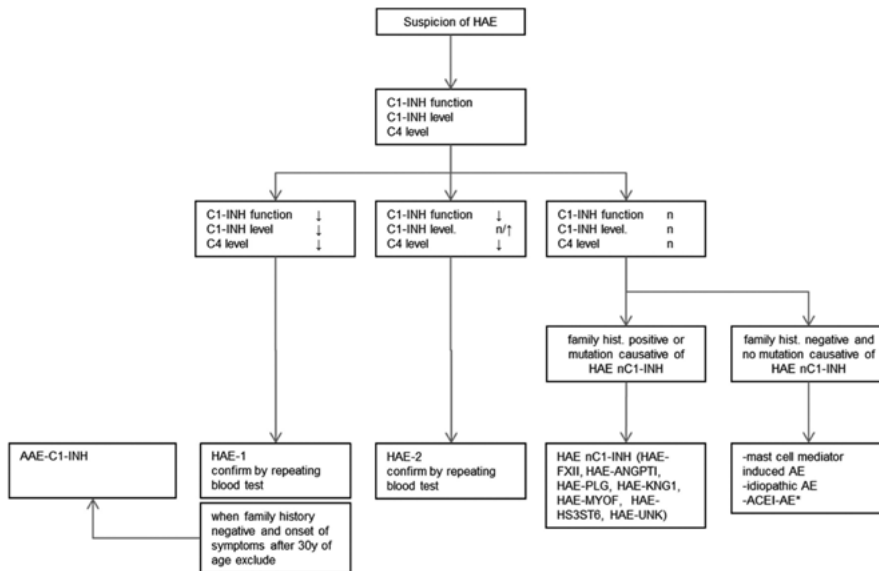 Suspicion of HAE
C1-INH function
C1-INH level
C4 level
C1-INH function ↓
C1-INH level ↓
C4 level ↓
C1-INH function ↓
C1-INH level. n/↑
C4 level ↓
C1-INH function n
C1-INH level. n
C4 level n
family hist. positive or
mutation causative of
HAE nC1-INH
family hist. negative and
no mutation causative of
HAE nC1-INH
AAE-C1-INH
HAE-1
confirm by repeating
blood test
HAE-2
confirm by repeating
blood test
HAE nC1-INH (HAE-
FXII, HAE-ANGPTI,
HAE-PLG, HAE-KNG1,
HAE-MYOF, HAE-
HS3ST6, HAE-UNK)
-mast cell mediator
induced AE
-idiopathic AE
-ACEI-AE*
when family history
negative and onset of
symptoms after 30y of
age exclude